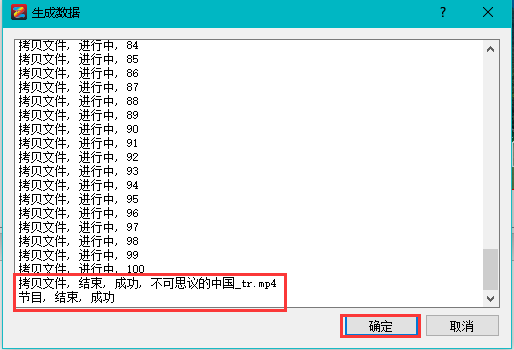 生成数据
?
拷贝文件, 进行中, 84
拷贝文件, 进行中, 85
拷贝文件, 进行中, 86
拷贝文件, 进行中, 87
拷贝文件, 进行中, 88
拷贝文件, 进行中, 89
拷贝文件, 进行中, 90
拷贝文件, 进行中, 91
拷贝文件, 进行中, 92
拷贝文件, 进行中, 93
拷贝文件, 进行中, 94
拷贝文件, 进行中, 95
拷贝文件, 进行中, 96
拷贝文件, 进行中, 97
拷贝文件, 进行中, 98
拷贝文件, 进行中, 99
拷贝文件, 进行中, 100
拷贝文件, 结束, 成功, 不可思议的中国_tr.mp4
节目, 结束, 成功
确定 取消